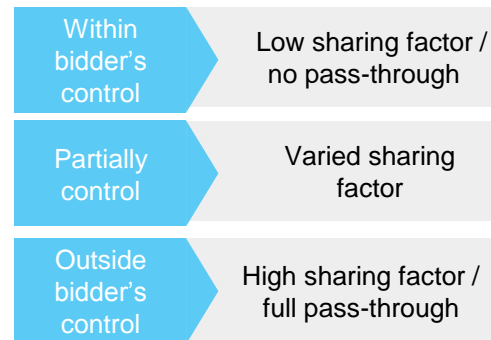 Within
bidder's
control
Low sharing factor /
no pass-through
Partially
control
Varied sharing
factor
Outside
bidder's
control
High sharing factor /
full pass-through